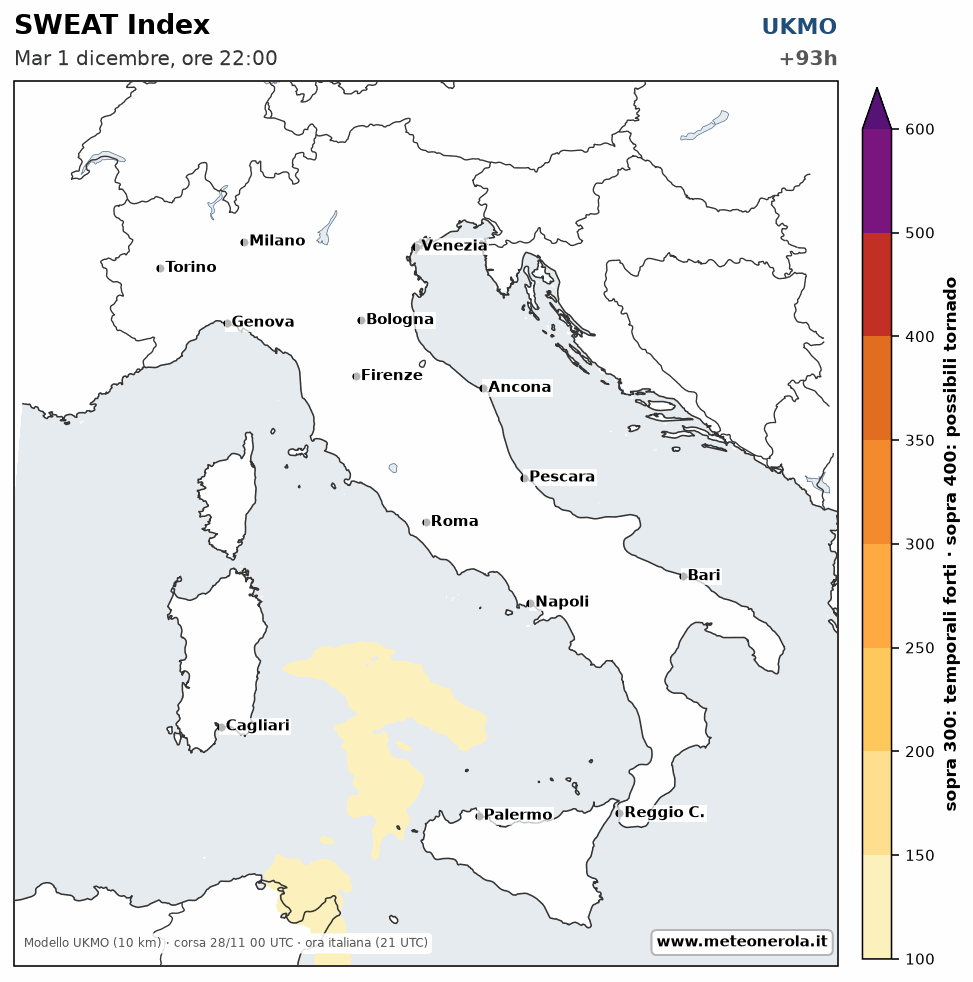 SWEAT Index
UKMO
Mar 1 dicembre, ore 22:00
+93h
Milano
Venezia
Torino
Genova
Bologna
Firenze
Ancona
Pescara
Roma
Bari
Napoli
Cagliari
Palermo
Reggio C.
Modello UKMO (10 km) · corsa 28/11 00 UTC · ora italiana (21 UTC)
www.meteonerola.it
600
500
400
350
300
250
200
150
100
sopra 300: temporali forti · sopra 400: possibili tornado